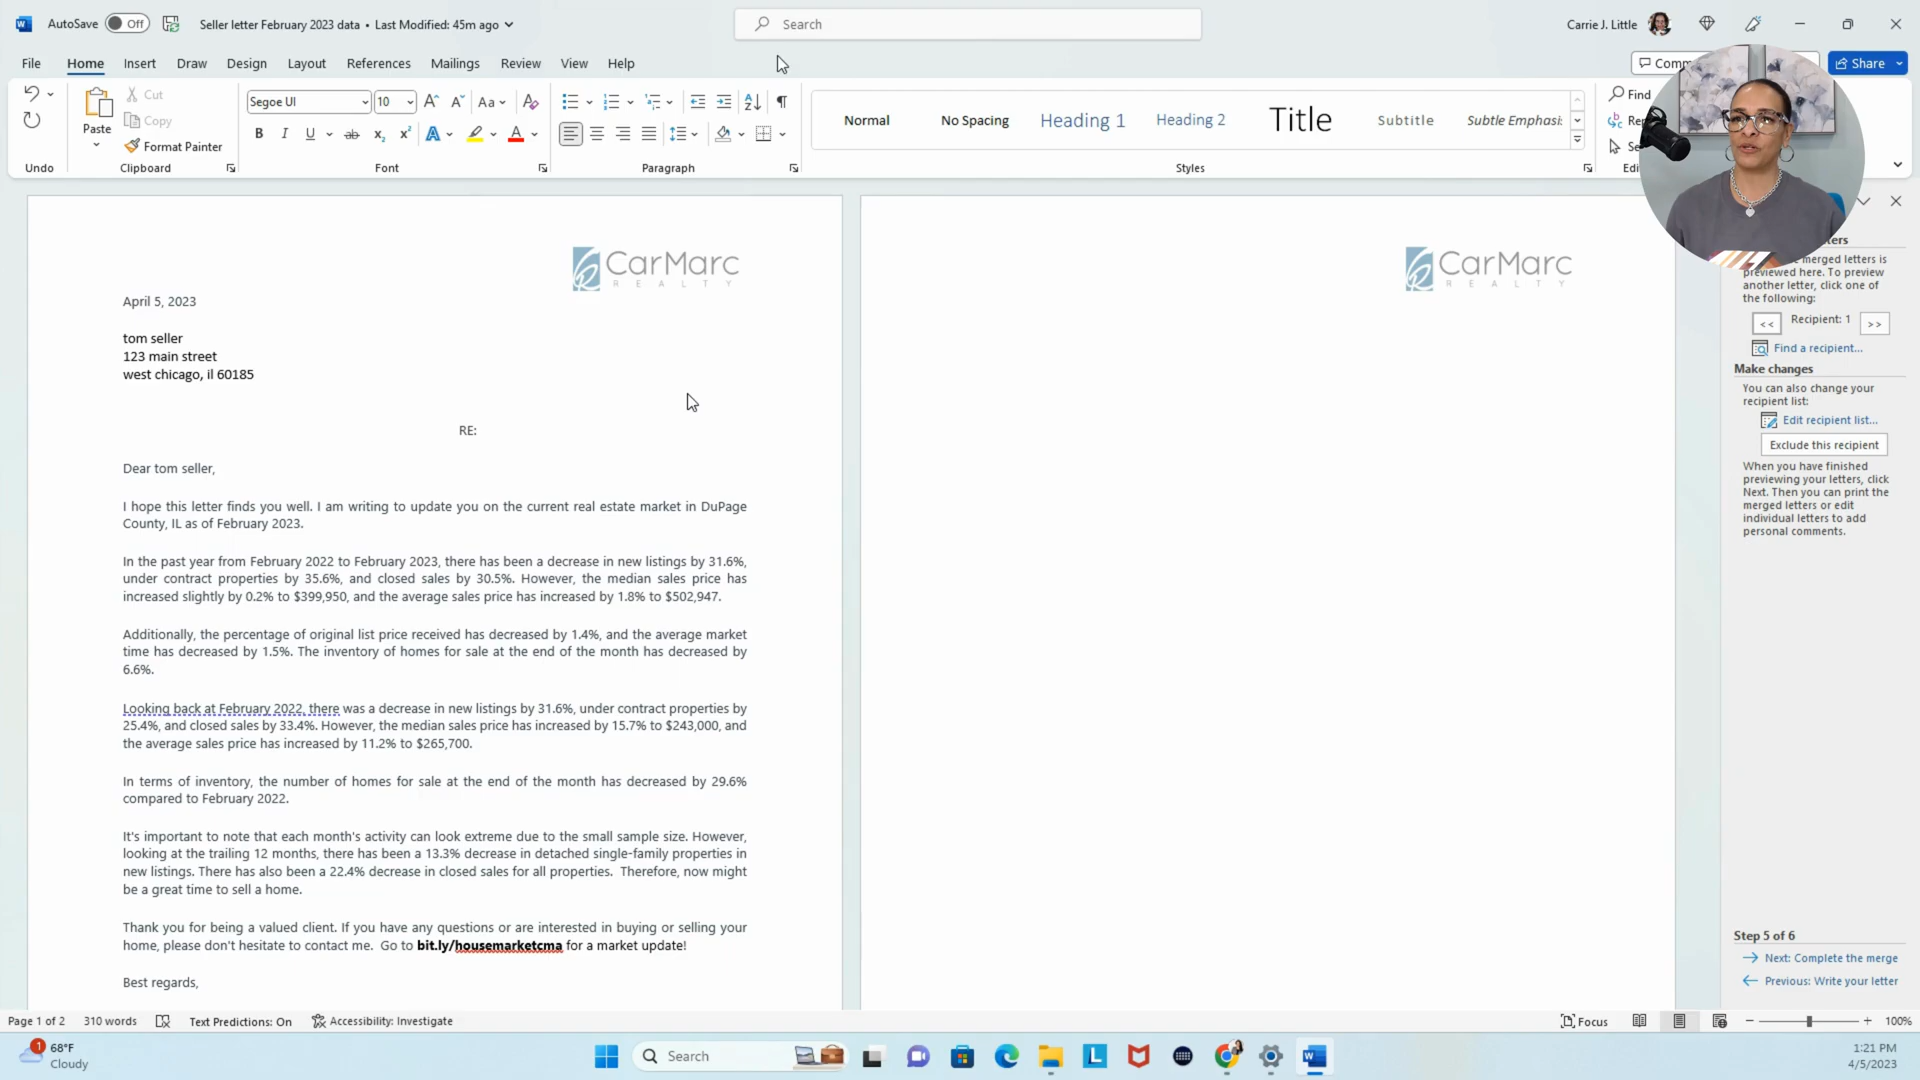 AutoSave Off Seller letter February 2023 data • Last Modified: 45m ago Search Carrie J. Little
File Home Insert Draw Design Layout References Mailings Review View Help Comm Share
Paste Cut Copy Format Painter
Segoe UI 10 Aa
Normal No Spacing Heading 1 Heading 2 Title Subtitle Subtle Emphasis Find
Undo Clipboard Font Paragraph Styles
CarMarc
REALTY
CarMarc
REALTY
April 5, 2023
tom seller
123 main street
west chicago, il 60185
RE:
Dear tom seller,
I hope this letter finds you well. I am writing to update you on the current real estate market in DuPage
County, IL as of February 2023.
In the past year from February 2022 to February 2023, there has been a decrease in new listings by 31.6%,
under contract properties by 35.6%, and closed sales by 30.5%. However, the median sales price has
increased slightly by 0.2% to $399,950, and the average sales price has increased by 1.8% to $502,947.
Additionally, the percentage of original list price received has decreased by 1.4%, and the average market
time has decreased by 1.5%. The inventory of homes for sale at the end of the month has decreased by
6.6%.
Looking back at February 2022, there was a decrease in new listings by 31.6%, under contract properties by
25.4%, and closed sales by 33.4%. However, the median sales price has increased by 15.7% to $243,000, and
the average sales price has increased by 11.2% to $265,700.
In terms of inventory, the number of homes for sale at the end of the month has decreased by 29.6%
compared to February 2022.
It's important to note that each month's activity can look extreme due to the small sample size. However,
looking at the trailing 12 months, there has been a 13.3% decrease in detached single-family properties in
new listings. There has also been a 22.4% decrease in closed sales for all properties. Therefore, now might
be a great time to sell a home.
Thank you for being a valued client. If you have any questions or are interested in buying or selling your
home, please don't hesitate to contact me. Go to bit.ly/housemarketcma for a market update!
Best regards,
merged letters is
previewed here. To preview
another letter, click one of
the following:
<< Recipient: 1 >>
Find a recipient...
Make changes
You can also change your
recipient list:
Edit recipient list...
Exclude this recipient
When you have finished
previewing your letters, click
Next. Then you can print the
merged letters or edit
individual letters to add
personal comments.
Step 5 of 6
Next: Complete the merge
Previous: Write your letter
Page 1 of 2 310 words Text Predictions: On Accessibility: Investigate Focus 100%
1 68°F
Cloudy
Search
1:21 PM
4/5/2023